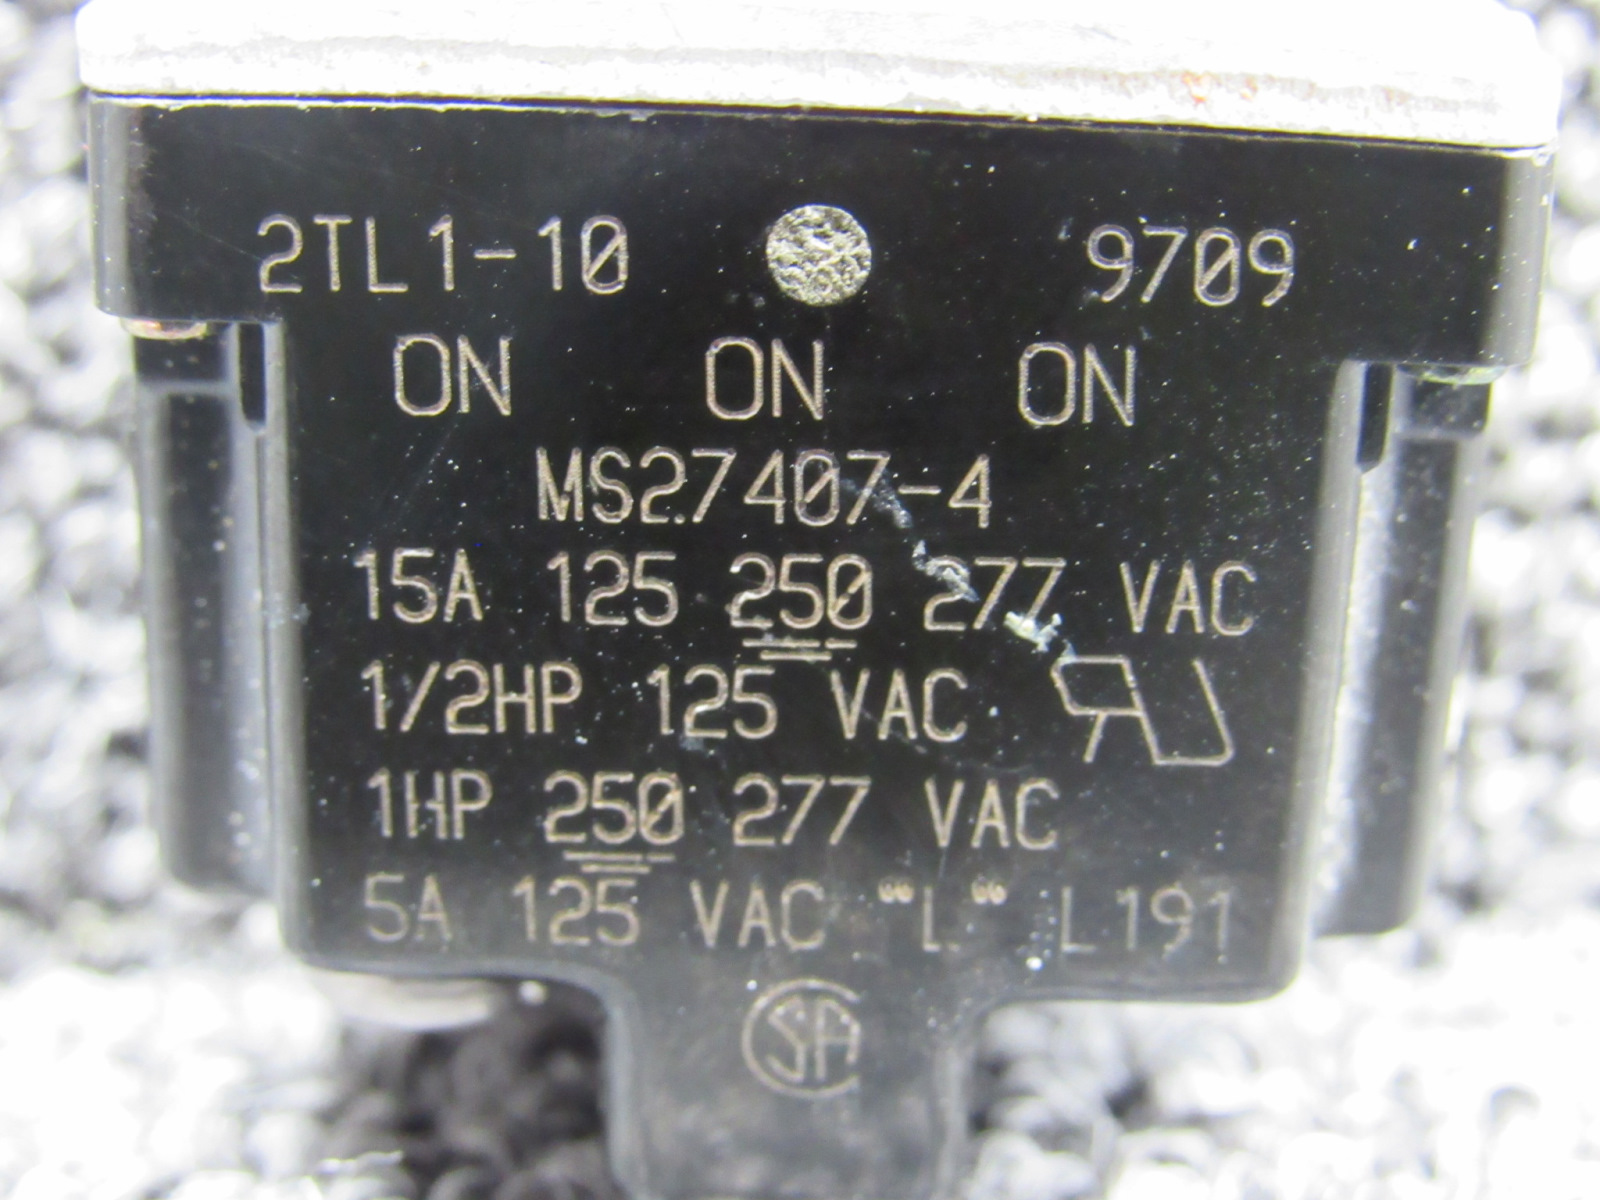 2TL1-10 9709
ON ON ON
MS27407-4
15A 125 250 277 VAC
1/2HP 125 VAC
1HP 250 277 VAC
5A 125 VAC "L" L191
CSA